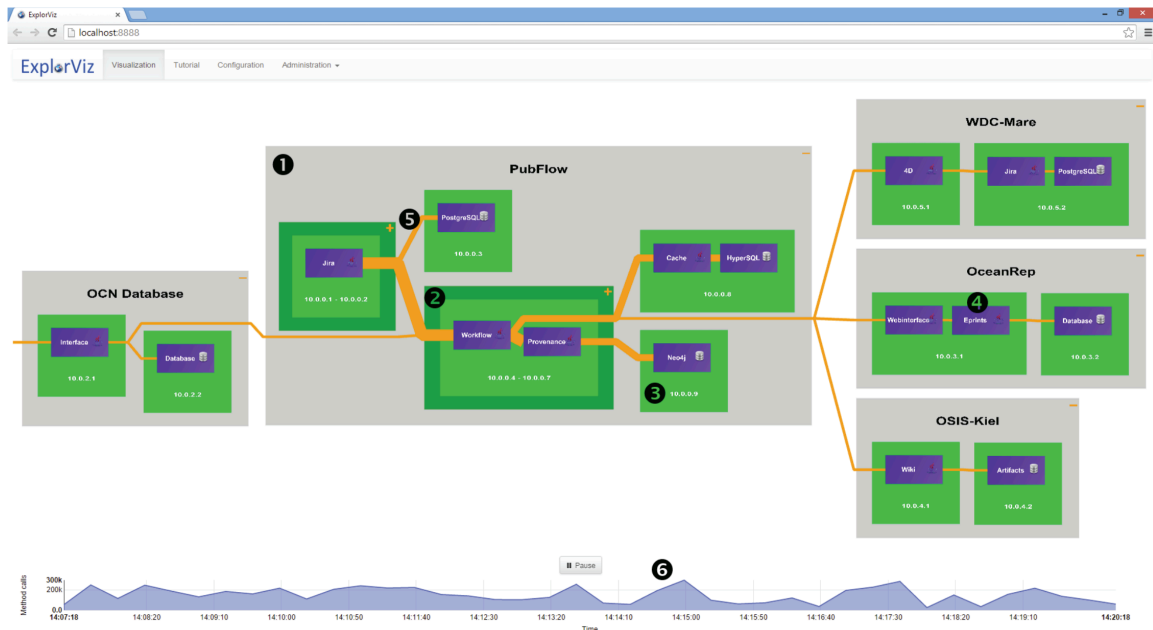 ExplorViz
localhost:8888
ExplorViz
Visualization
Tutorial
Configuration
Administration
1
PubFlow
WDC-Mare
4D
Jira
PostgreSQL
10.0.5.1
10.0.5.2
5
PostgreSQL
10.0.0.3
Jira
10.0.0.1 - 10.0.0.2
Cache
HyperSQL
10.0.0.8
OCN Database
Interface
10.0.2.1
Database
10.0.2.2
2
Workflow
Provenance
10.0.0.4 - 10.0.0.7
Neo4j
3
10.0.0.9
OceanRep
4
Webinterface
Eprints
Database
10.0.3.1
10.0.3.2
OSIS-Kiel
Wiki
Artifacts
10.0.4.1
10.0.4.2
Pause
6
Method calls
300k
200k
0.0
14:07:18
14:08:20
14:09:10
14:10:00
14:10:50
14:11:40
14:12:30
14:13:20
14:14:10
14:15:00
14:15:50
14:16:40
14:17:30
14:18:20
14:19:10
14:20:18
Time